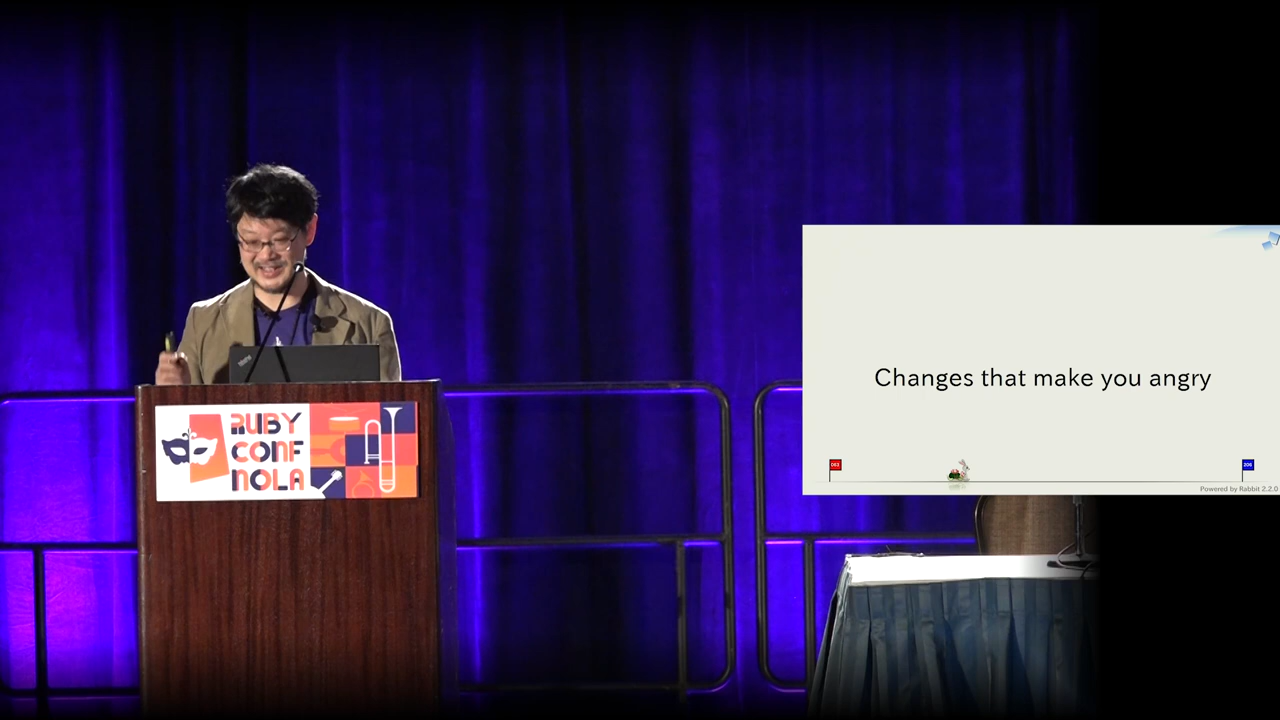 RUBY
CONF
NOLA
Changes that make you angry
Powered by Rabbit 2.2.0